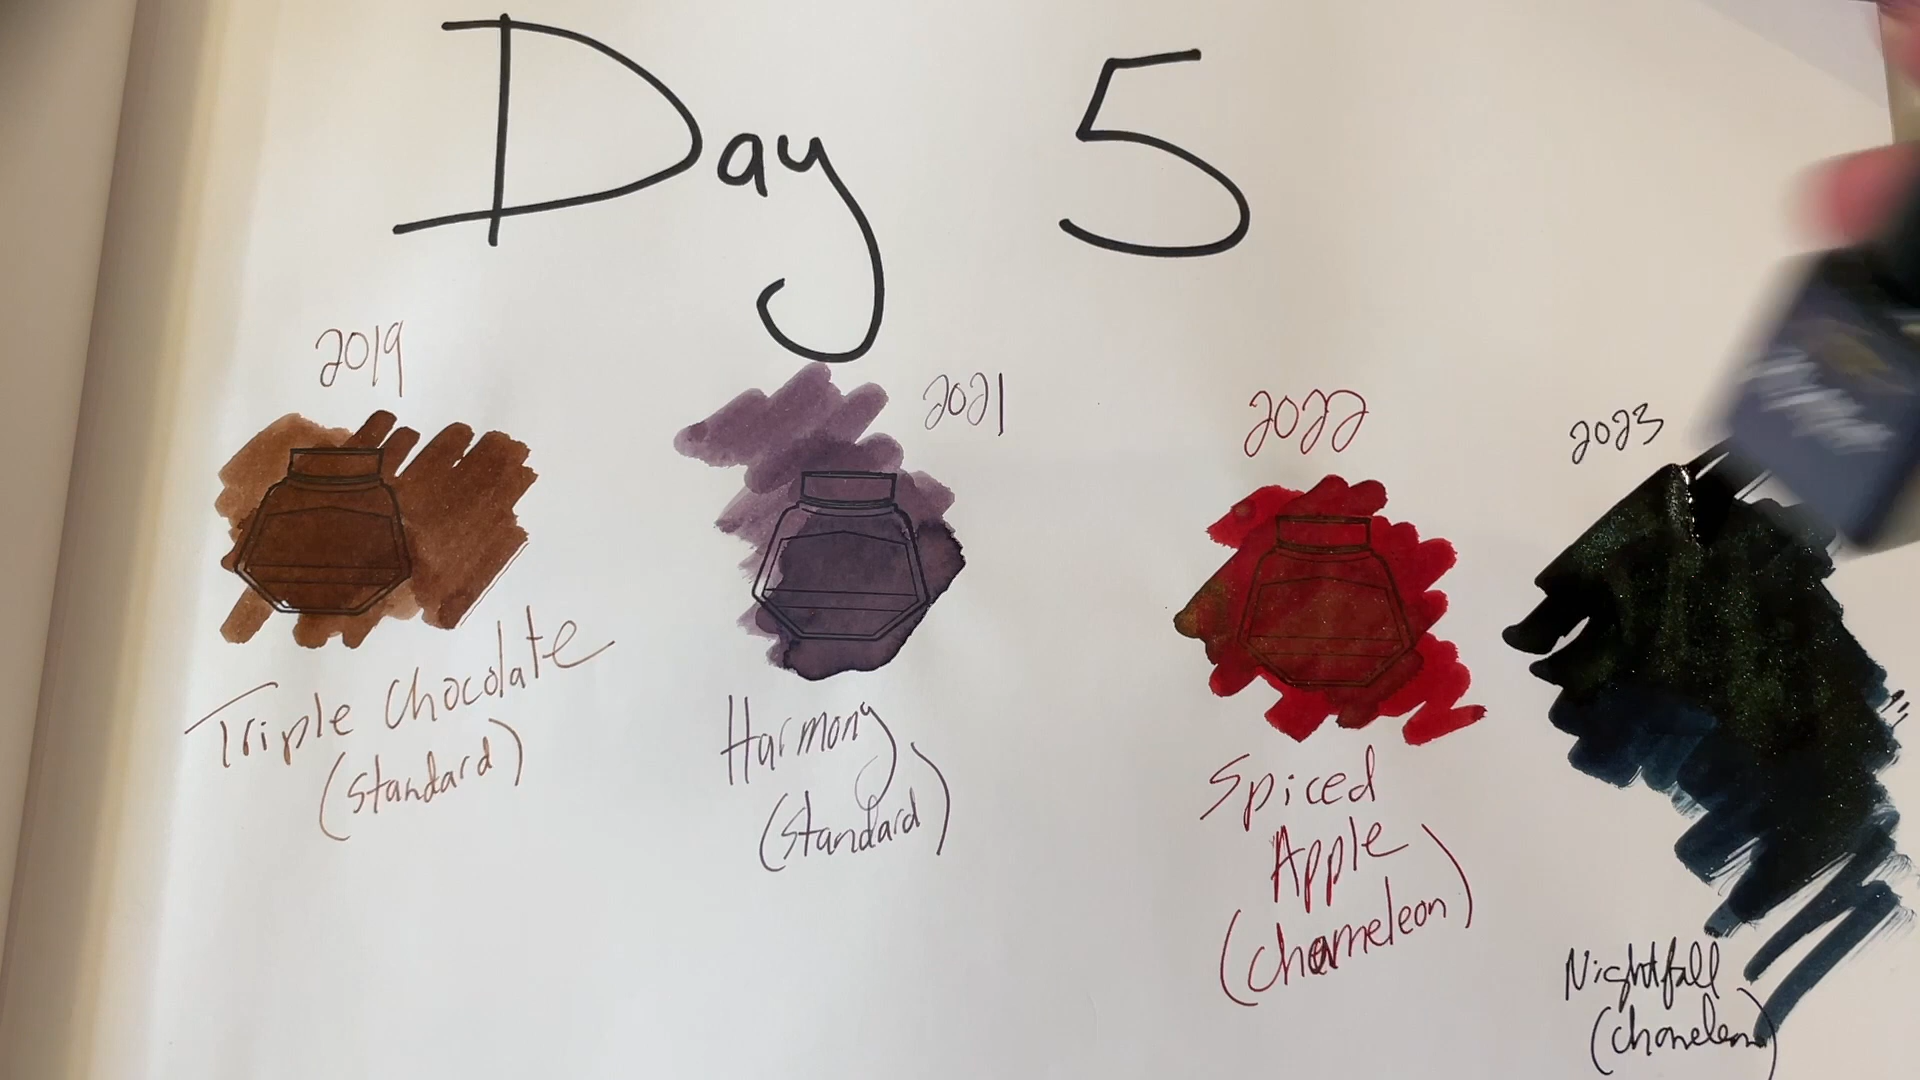 Day 5
2019
Triple Chocolate
(Standard)
2021
Harmony
(Standard)
2022
Spiced
Apple
(Chameleon)
2023
Nightfall
(Chameleon)